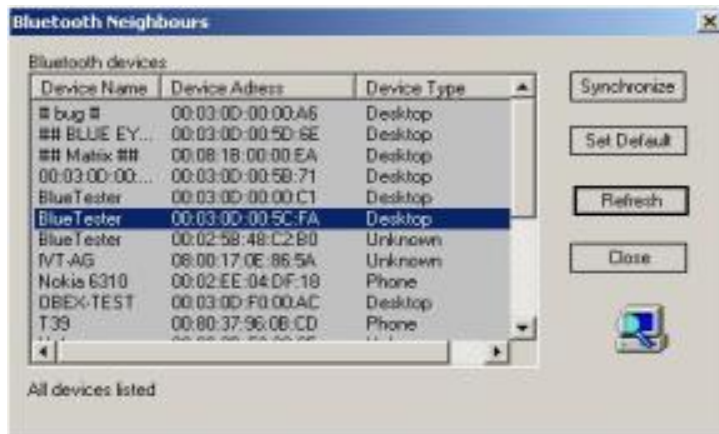 Bluetooth Neighbours
Bluetooth devices
Device Name Device Adress Device Type
# bug # 00:03:0D:00:00:A6 Desktop
## BLUE EY... 00:03:0D:00:5D:6E Desktop
## Matrix ## 00:08:1B:00:00:EA Desktop
00:03:0D:00:... 00:03:0D:00:5B:71 Desktop
BlueTester 00:03:0D:00:00:C1 Desktop
BlueTester 00:03:0D:00:5C:FA Desktop
BlueTester 00:02:5B:48:C2:B0 Unknown
IVT-AG 08:00:17:0E:86:5A Unknown
Nokia 6310 00:02:EE:04:DF:18 Phone
OBEX-TEST 00:03:0D:F0:00:AC Desktop
T39 00:80:37:96:0B:CD Phone
Synchronize
Set Default
Refresh
Close
All devices listed